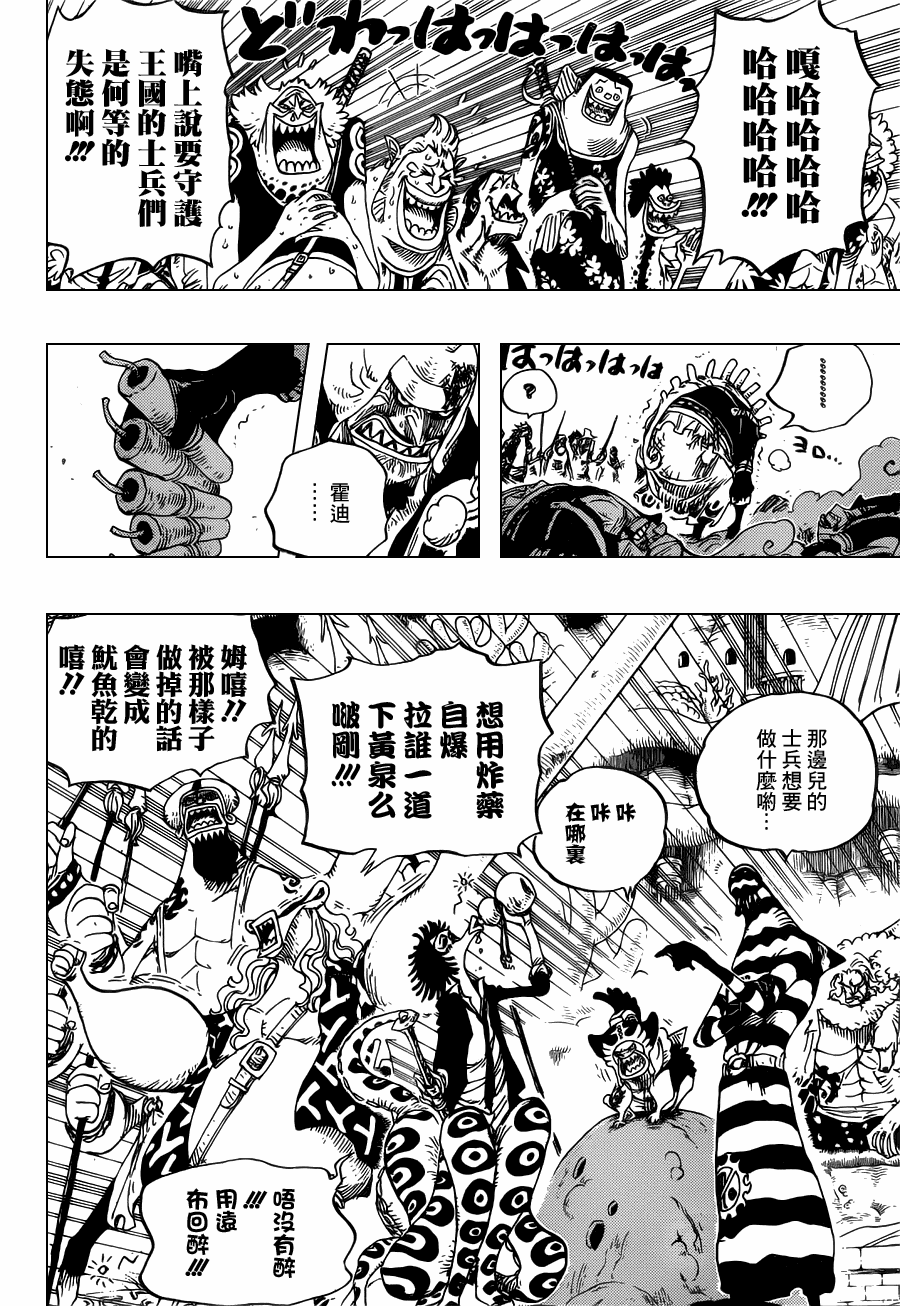 嘎哈哈哈哈
哈哈哈哈!!!
どわっはっはっはっはっ
嘴上說要守護
王國的士兵們
是何等的
失態啊!!!
………
ヨロ…
はっはっはっはは
？
霍迪
……
那邊兒的
士兵想要
做什麼喲…
咔咔
在哪裏
想用炸藥
自爆
拉誰一道
下黃泉么
啵剛!!!
姆嘻!!
被那樣子
做掉的話
會變成
魷魚乾的
嘻!!
唔沒有醉
!!!
用遠
布回醉!!!